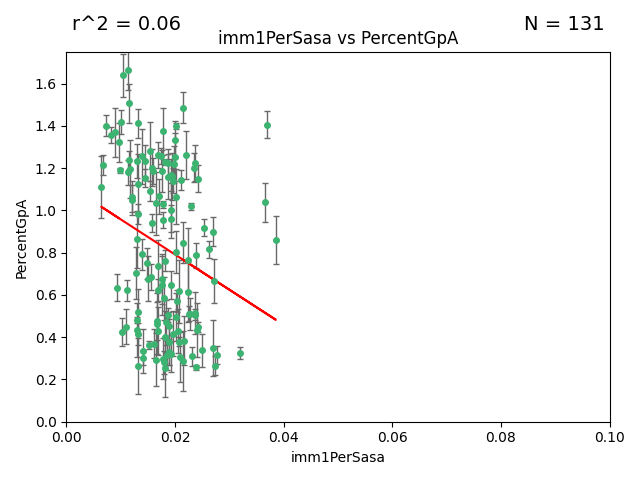 r^2 = 0.06
N = 131
imm1PerSasa vs PercentGpA
PercentGpA
1.6
1.4
1.2
1.0
0.8
0.6
0.4
0.2
0.0
0.00 0.02 0.04 0.06 0.08 0.10
imm1PerSasa